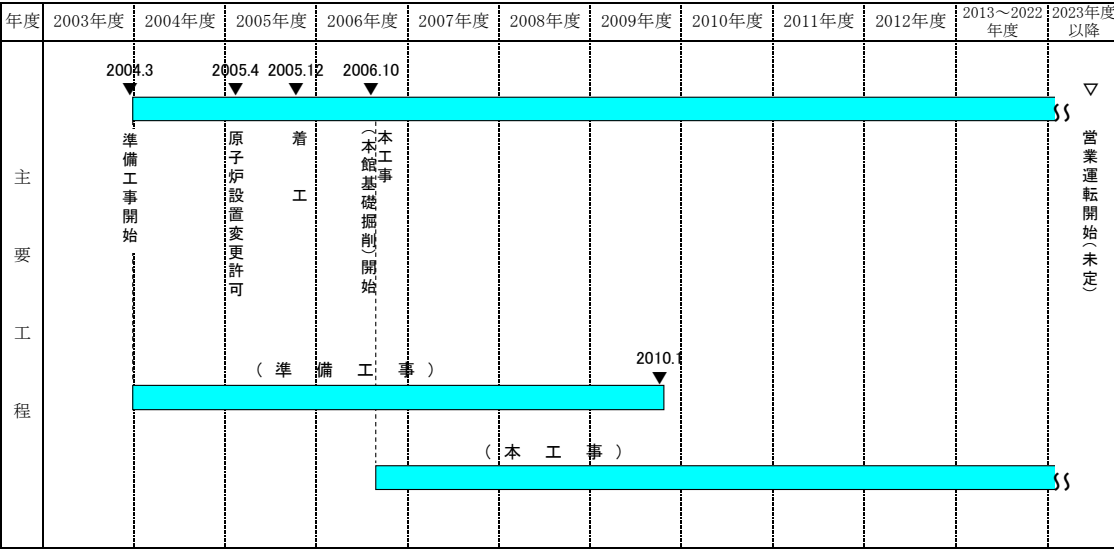 年度 2003年度 2004年度 2005年度 2006年度 2007年度 2008年度 2009年度 2010年度 2011年度 2012年度 2013～2022年度 2023年度以降
主要工程
2004.3 2005.4 2005.12 2006.10
▼ ▼ ▼ ▼ ▽
準備工事開始
原子炉設置変更許可
着工
本工事
（本館基礎掘削）開始
営業運転開始（未定）
（準備工事）
2010.1
▼
（本工事）